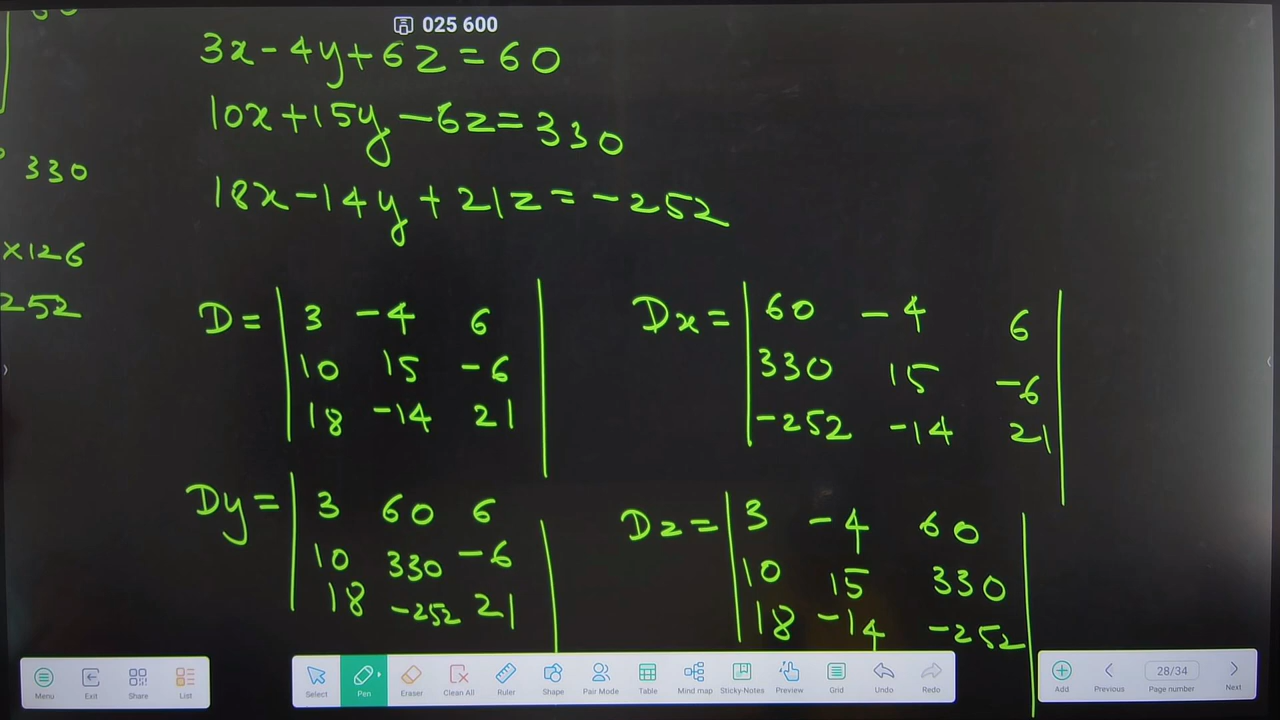 025 600
3x-4y+6z=60
10x+15y-6z=330
330
18x-14y+21z=-252
x126
252
D= | 3 -4 6 |
10 15 -6
18 -14 21
Dx= | 60 -4 6 |
330 15 -6
-252 -14 21
Dy= | 3 60 6 |
10 330 -6
18 -252 21
Dz= | 3 -4 60 |
10 15 330
18 -14 -252
Menu Exit Share List
Select Pen Eraser Clean All Ruler Shape Pair Mode Table Mind map Sticky-Notes Preview Grid Undo Redo
Add Previous 28/34 Page number Next